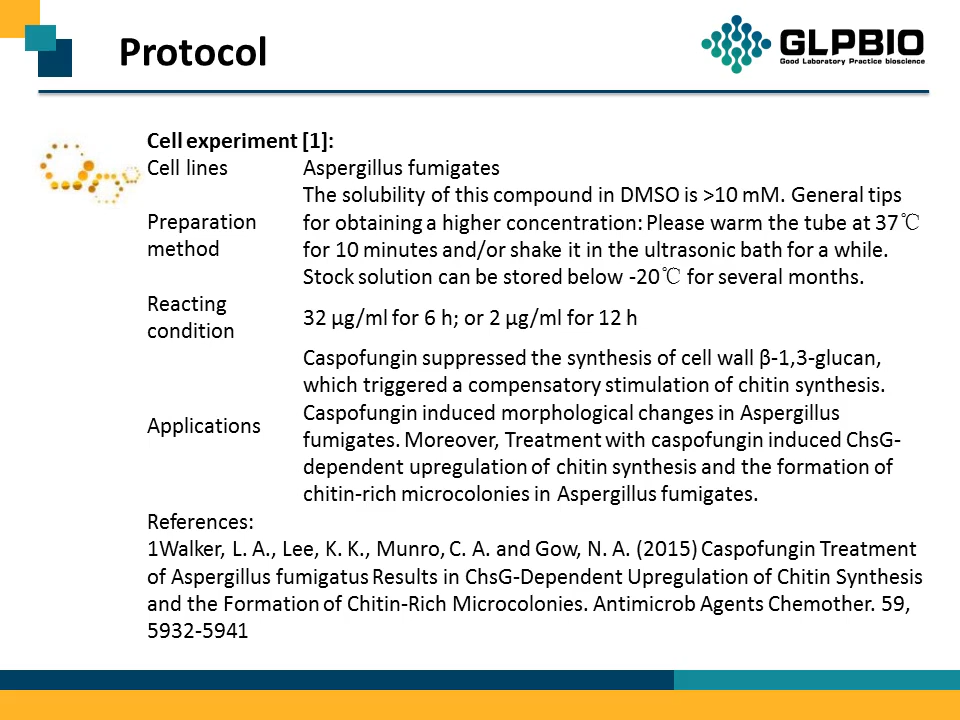 Protocol
GLPBIO
Good Laboratory Practice bioscience
Cell experiment [1]:
Cell lines
Aspergillus fumigates
Preparation
method
The solubility of this compound in DMSO is >10 mM. General tips
for obtaining a higher concentration: Please warm the tube at 37℃
for 10 minutes and/or shake it in the ultrasonic bath for a while.
Stock solution can be stored below -20℃ for several months.
Reacting
condition
32 μg/ml for 6 h; or 2 μg/ml for 12 h
Applications
Caspofungin suppressed the synthesis of cell wall β-1,3-glucan,
which triggered a compensatory stimulation of chitin synthesis.
Caspofungin induced morphological changes in Aspergillus
fumigates. Moreover, Treatment with caspofungin induced ChsG-
dependent upregulation of chitin synthesis and the formation of
chitin-rich microcolonies in Aspergillus fumigates.
References:
1Walker, L. A., Lee, K. K., Munro, C. A. and Gow, N. A. (2015) Caspofungin Treatment
of Aspergillus fumigatus Results in ChsG-Dependent Upregulation of Chitin Synthesis
and the Formation of Chitin-Rich Microcolonies. Antimicrob Agents Chemother. 59,
5932-5941